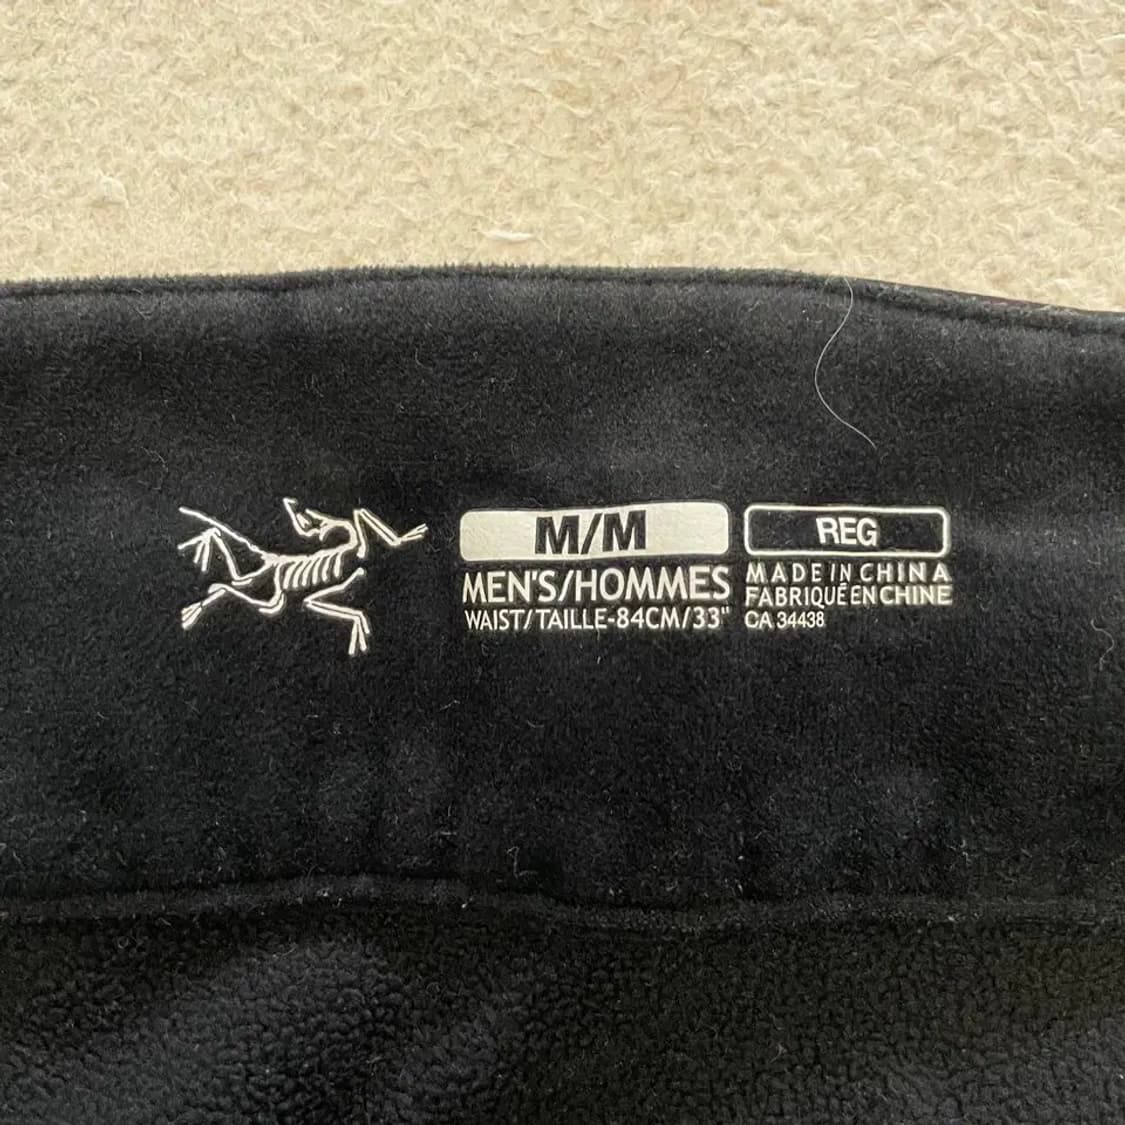 M/M
MEN'S/HOMMES
WAIST/TAILLE-84CM/33"
REG
MADE IN CHINA
FABRIQUÉ EN CHINE
CA 34438